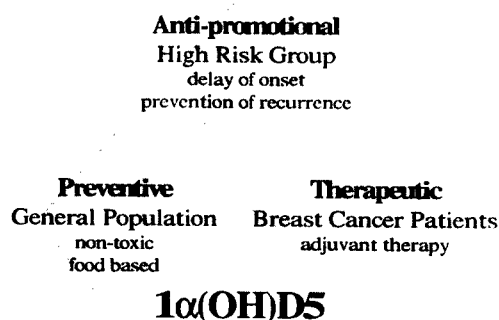 Anti-promotional
High Risk Group
delay of onset
prevention of recurrence
Preventive
General Population
non-toxic
food based
Therapeutic
Breast Cancer Patients
adjuvant therapy
1α(OH)D5